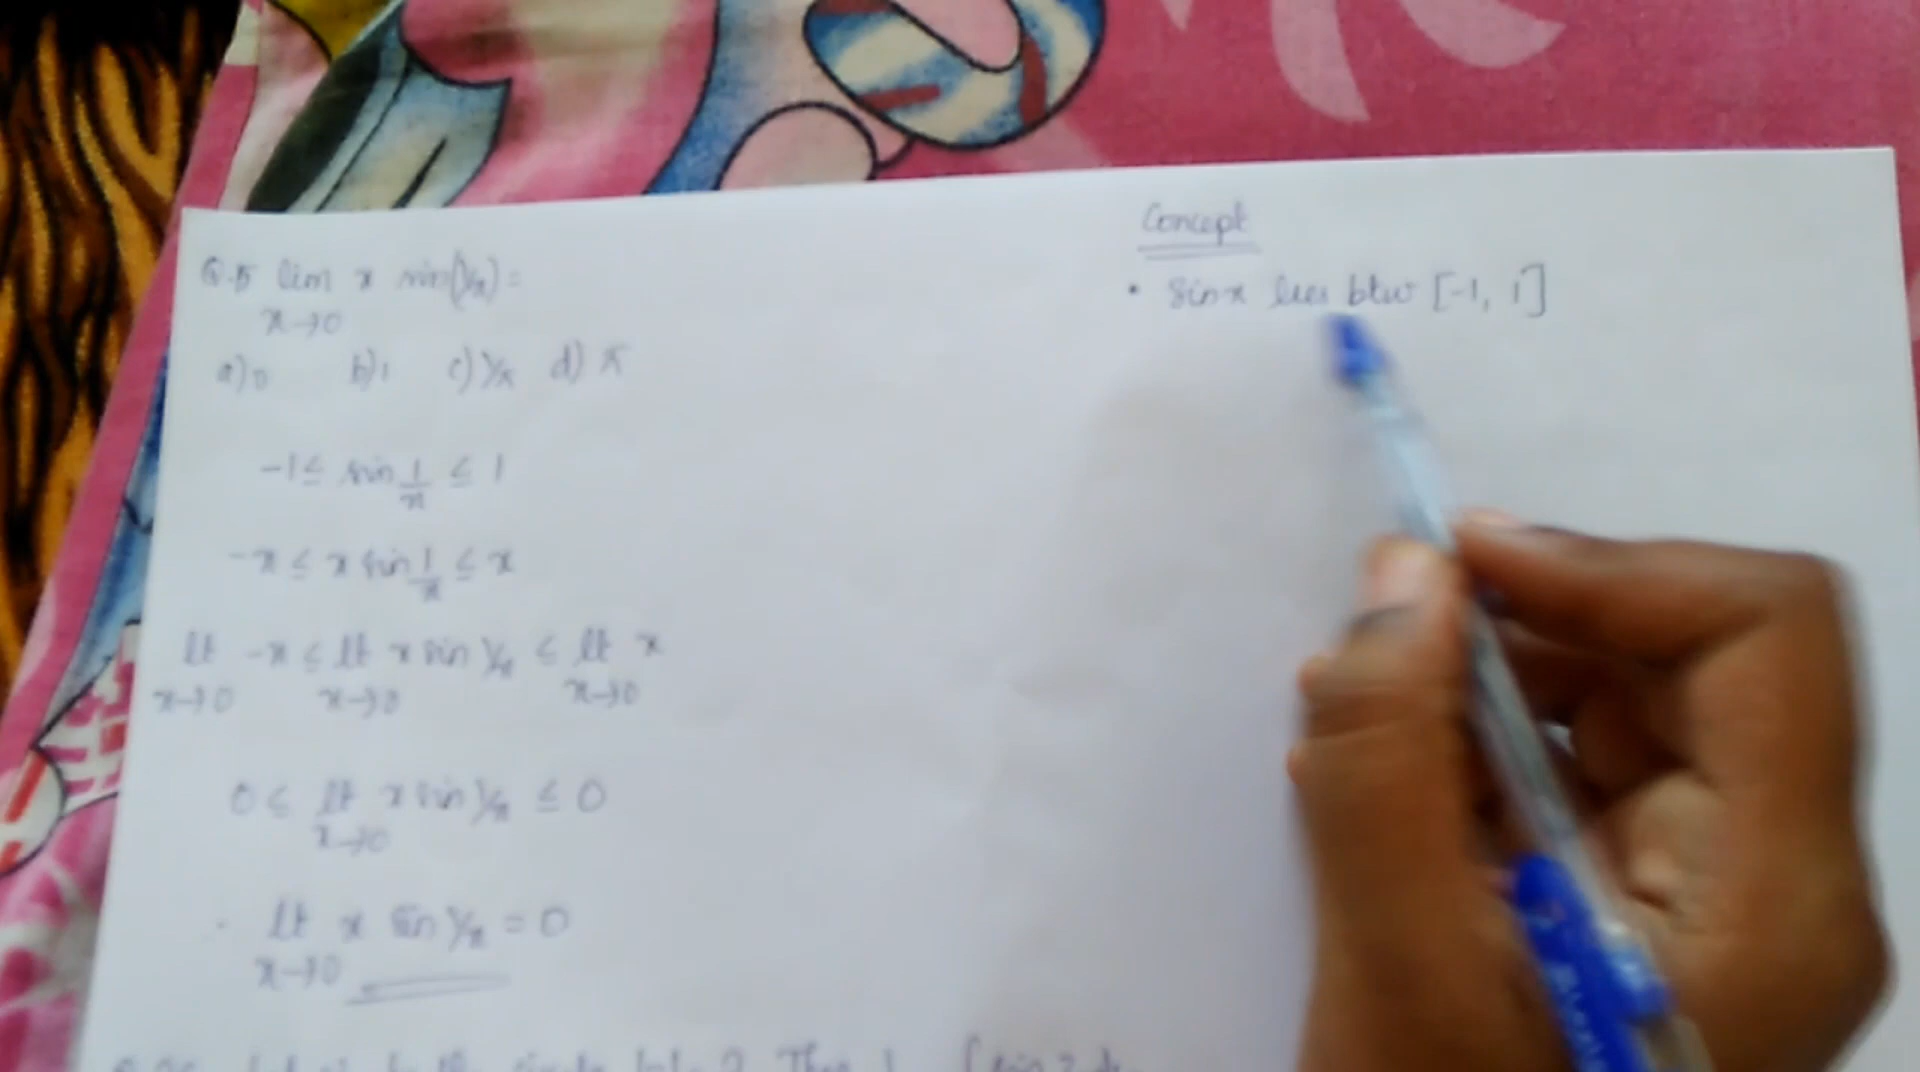 Concept
• sinx lies btw [-1, 1]
Q.5 lim x sin(1/x) =
x→0
a) 0 b) 1 c) 1/x d) x
-1 ≤ sin 1/x ≤ 1
-x ≤ x sin 1/x ≤ x
lt -x ≤ lt x sin 1/x ≤ lt x
x→0 x→0 x→0
0 ≤ lt x sin 1/x ≤ 0
x→0
lt x sin 1/x = 0
x→0